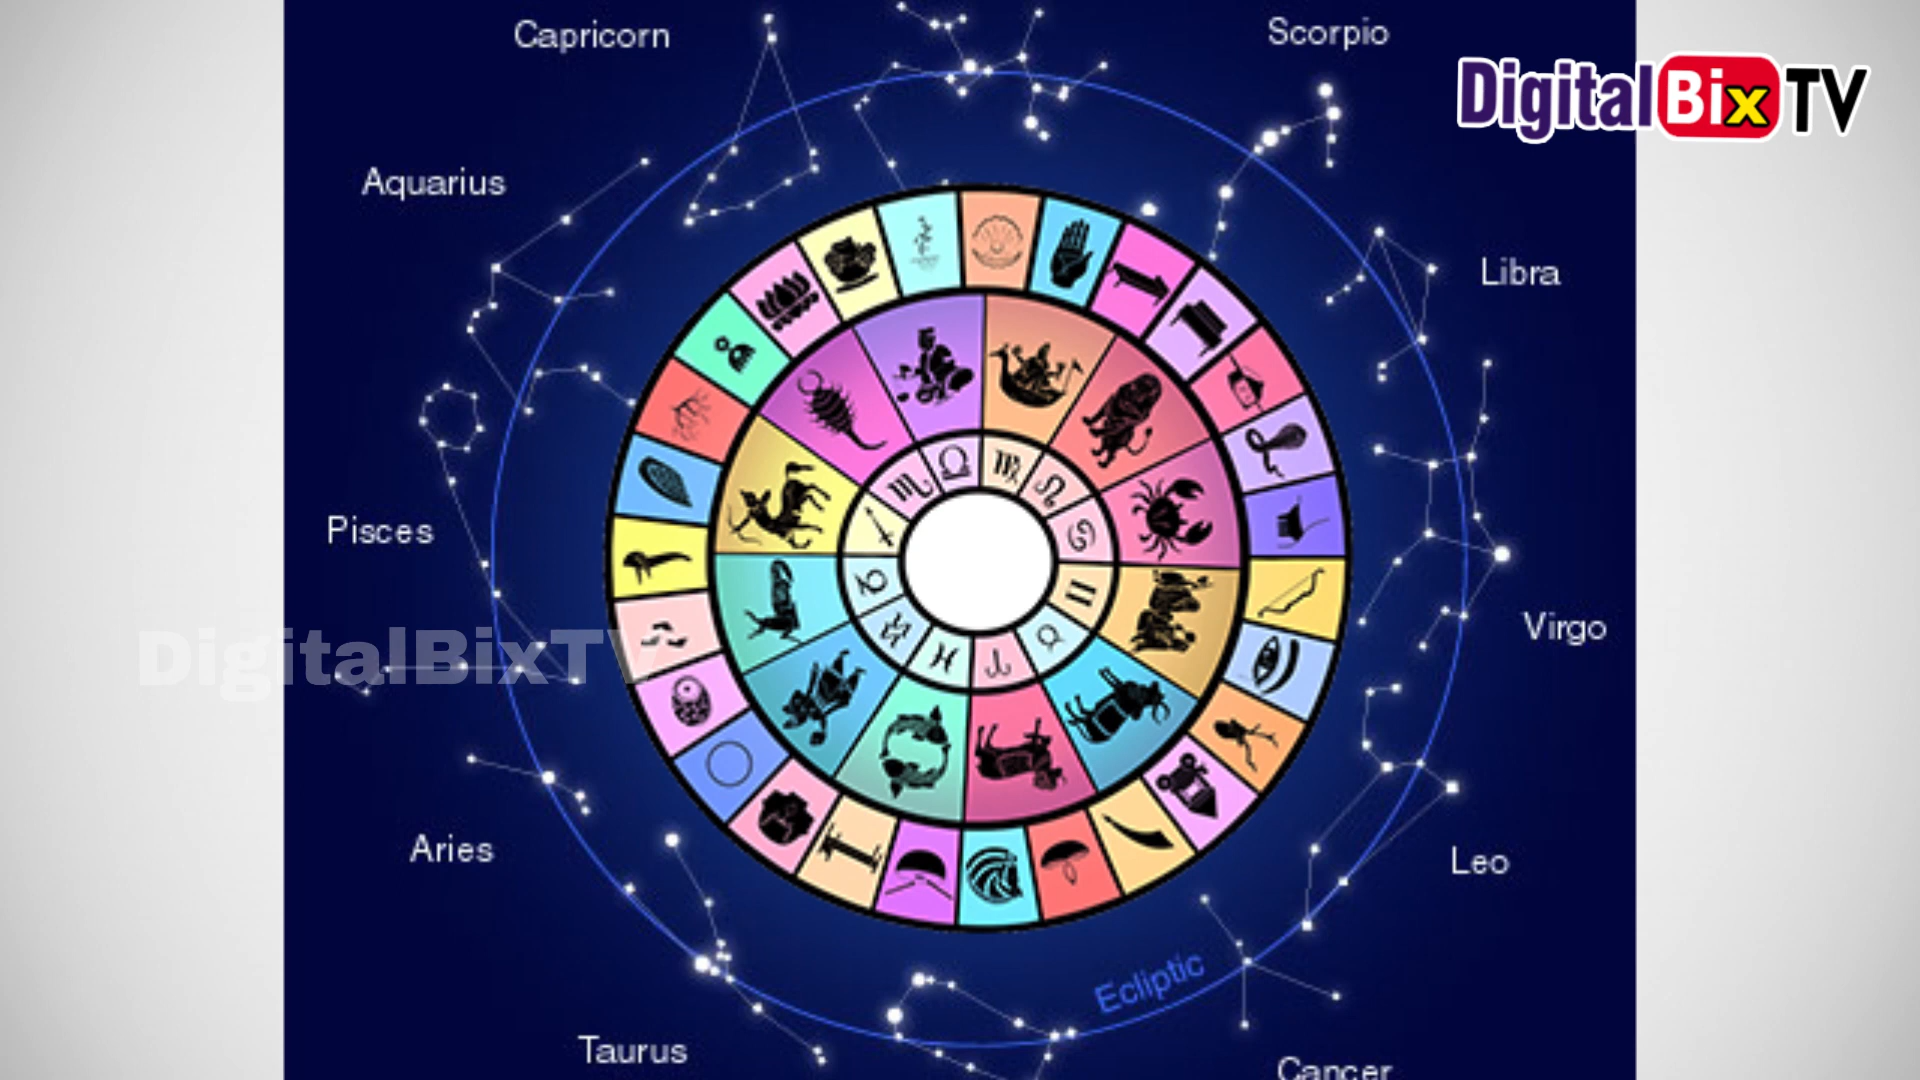 Capricorn
Scorpio
DigitalBixTV
Aquarius
Libra
Pisces
Virgo
DigitalBixTV
Aries
Leo
Ecliptic
Taurus
Cancer